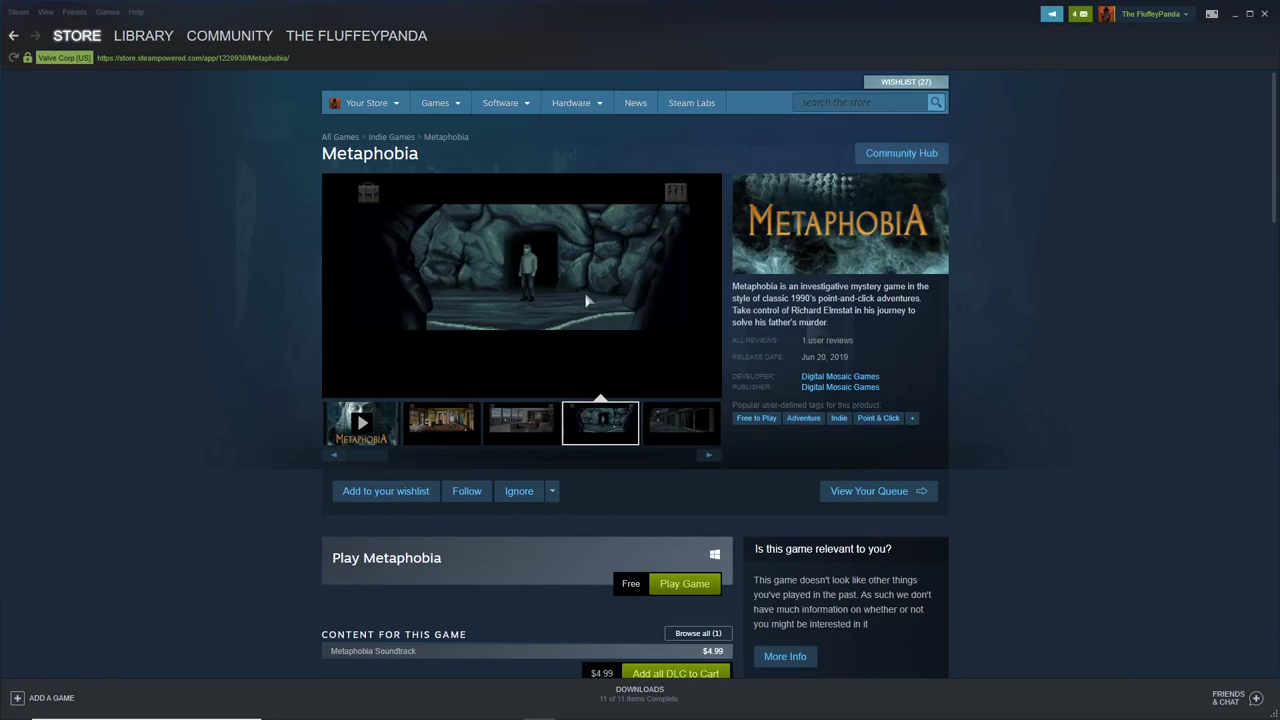 Steam View Friends Games Help
4 The FluffeyPanda
STORE LIBRARY COMMUNITY THE FLUFFEYPANDA
Valve Corp [US] https://store.steampowered.com/app/1220930/Metaphobia/
WISHLIST (27)
Your Store Games Software Hardware News Steam Labs search the store
All Games > Indie Games > Metaphobia
Metaphobia
Community Hub
METAPHOBIA
Metaphobia is an investigative mystery game in the
style of classic 1990's point-and-click adventures.
Take control of Richard Elmstat in his journey to
solve his father's murder.
ALL REVIEWS: 1 user reviews
RELEASE DATE: Jun 20, 2019
DEVELOPER: Digital Mosaic Games
PUBLISHER: Digital Mosaic Games
Popular user-defined tags for this product:
Free to Play Adventure Indie Point & Click +
METAPHOBIA
Add to your wishlist Follow Ignore View Your Queue
Play Metaphobia
Free Play Game
Is this game relevant to you?
This game doesn't look like other things
you've played in the past. As such we don't
have much information on whether or not
you might be interested in it
More Info
CONTENT FOR THIS GAME Browse all (1)
Metaphobia Soundtrack $4.99
$4.99 Add all DLC to Cart
ADD A GAME
DOWNLOADS
11 of 11 Items Complete
FRIENDS
& CHAT